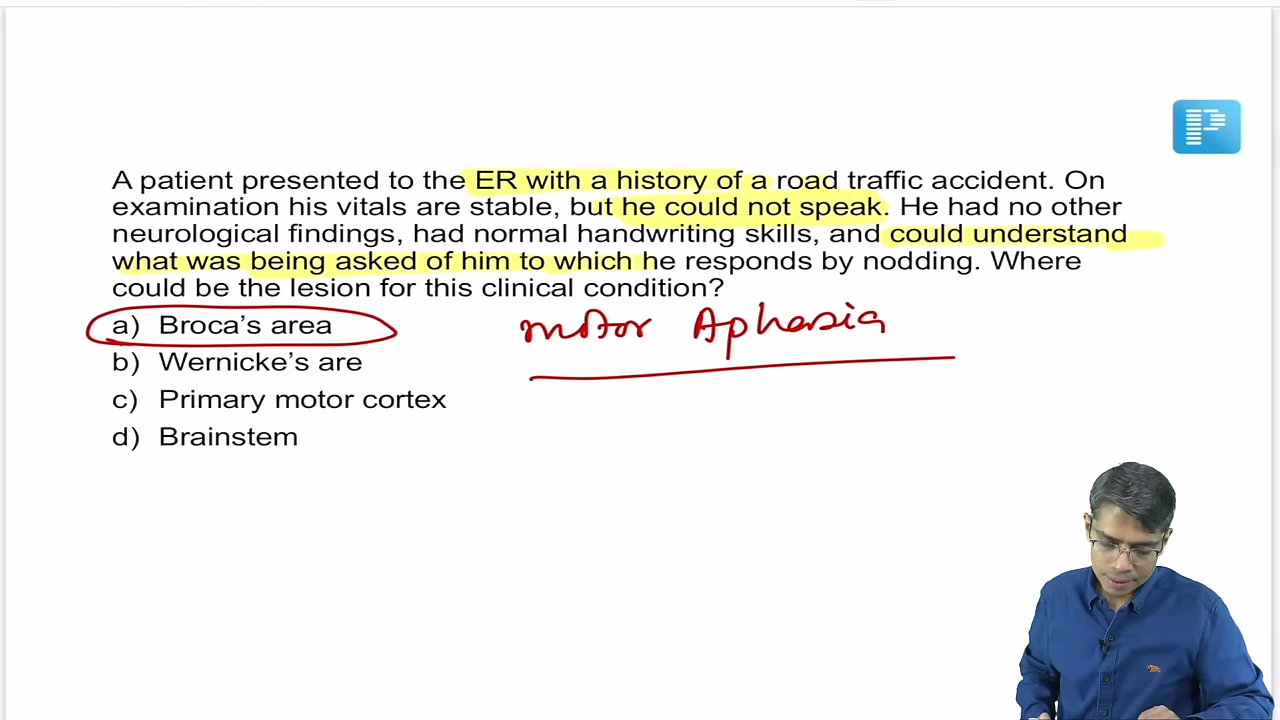 A patient presented to the ER with a history of a road traffic accident. On
examination his vitals are stable, but he could not speak. He had no other
neurological findings, had normal handwriting skills, and could understand
what was being asked of him to which he responds by nodding. Where
could be the lesion for this clinical condition?
a) Broca's area
motor Aphasia
b) Wernicke's are
c) Primary motor cortex
d) Brainstem